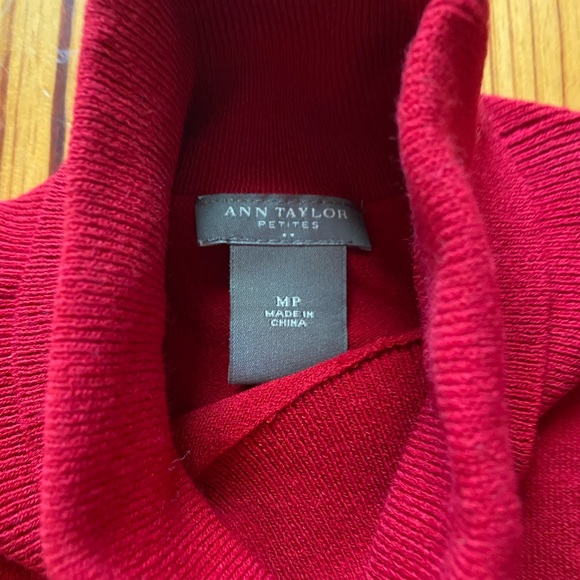 ANN TAYLOR
PETITES
MP
MADE IN
CHINA